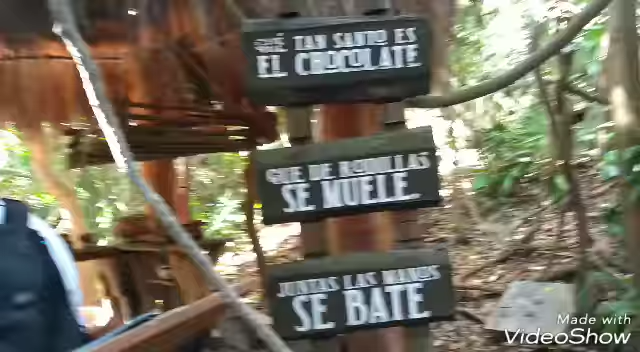 QUÉ TAN SANTO ES
EL CHOCOLATE
QUE DE RODILLAS
SE MUELE.
JUNTAS LAS MANOS
SE BATE
Made with
VideoShow